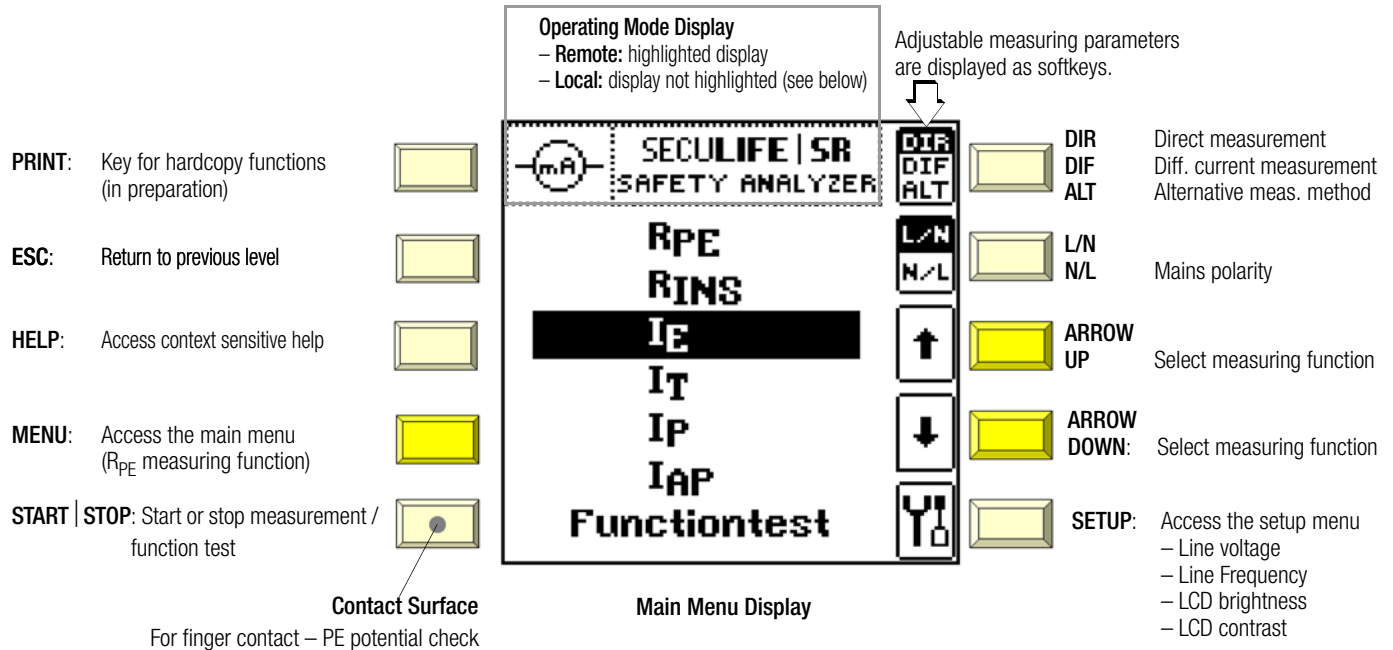 Operating Mode Display
– Remote: highlighted display
– Local: display not highlighted (see below)
Adjustable measuring parameters
are displayed as softkeys.
PRINT: Key for hardcopy functions
(in preparation)
ESC: Return to previous level
HELP: Access context sensitive help
MENU: Access the main menu
(RPE measuring function)
START | STOP: Start or stop measurement /
function test
Contact Surface
For finger contact – PE potential check
mA
SECULIFE | SR
SAFETY ANALYZER
RPE
RINS
IE
IT
IP
IAP
Functiontest
Main Menu Display
DIR
DIF
ALT
L/N
N/L
DIR Direct measurement
DIF Diff. current measurement
ALT Alternative meas. method
L/N
N/L Mains polarity
ARROW
UP Select measuring function
ARROW
DOWN: Select measuring function
SETUP: Access the setup menu
– Line voltage
– Line Frequency
– LCD brightness
– LCD contrast